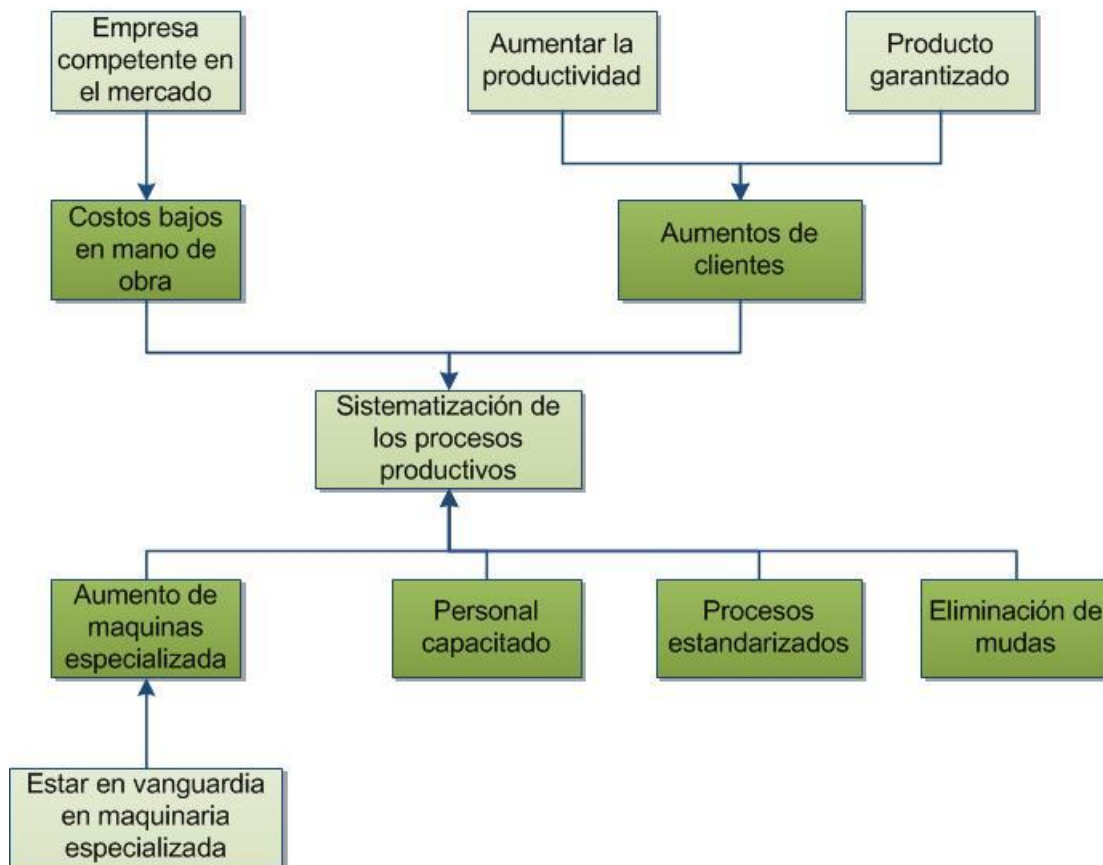 Empresa
competente en
el mercado
Aumentar la
productividad
Producto
garantizado
Costos bajos
en mano de
obra
Aumentos de
clientes
Sistematización de
los procesos
productivos
Aumento de
maquinas
especializada
Personal
capacitado
Procesos
estandarizados
Eliminación de
mudas
Estar en vanguardia
en maquinaria
especializada